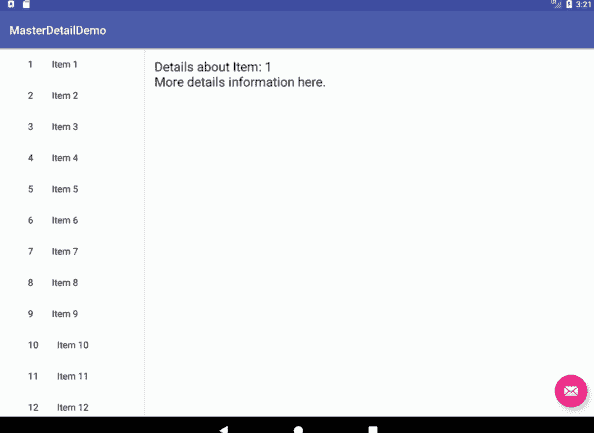 3:21
MasterDetailDemo
1 Item 1
2 Item 2
3 Item 3
4 Item 4
5 Item 5
6 Item 6
7 Item 7
8 Item 8
9 Item 9
10 Item 10
11 Item 11
12 Item 12
Details about Item: 1
More details information here.